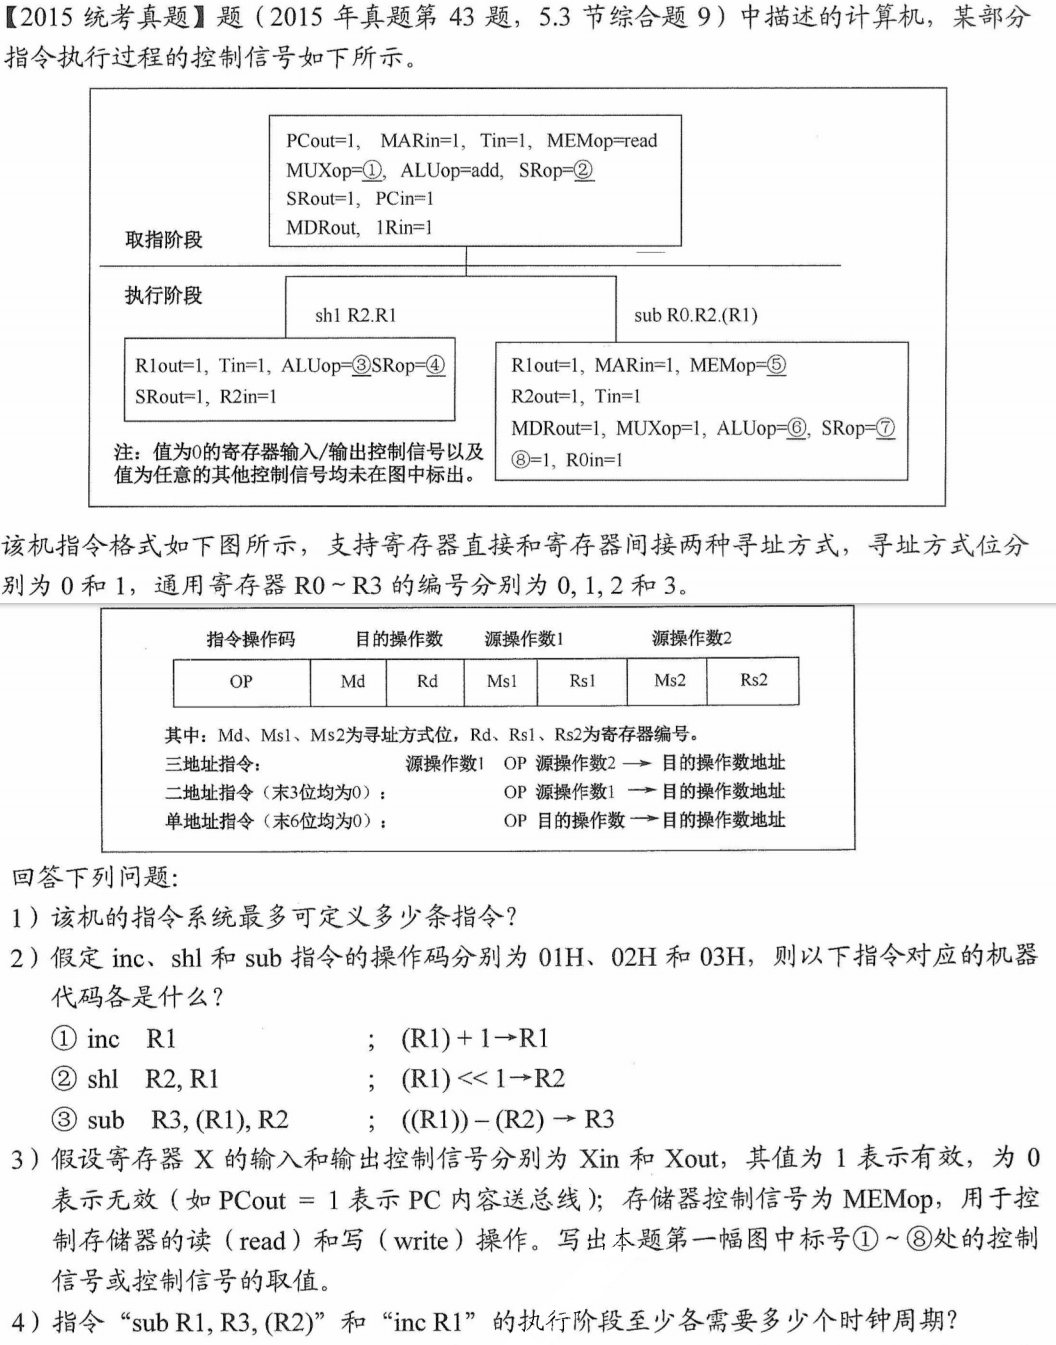 【2015 统考真题】题（2015 年真题第 43 题，5.3 节综合题 9）中描述的计算机，某部分
指令执行过程的控制信号如下所示。
PCout=1, MARin=1, Tin=1, MEMop=read
MUXop=①, ALUop=add, SRop=②
SRout=1, PCin=1
MDRout, 1Rin=1
取指阶段
执行阶段
sh1 R2.R1
sub R0.R2.(R1)
R1out=1, Tin=1, ALUop=③SRop=④
SRout=1, R2in=1
R1out=1, MARin=1, MEMop=⑤
R2out=1, Tin=1
MDRout=1, MUXop=1, ALUop=⑥, SRop=⑦
⑧=1, R0in=1
注：值为0的寄存器输入/输出控制信号以及
值为任意的其他控制信号均未在图中标出。
该机指令格式如下图所示，支持寄存器直接和寄存器间接两种寻址方式，寻址方式位分
别为 0 和 1，通用寄存器 R0 ~ R3 的编号分别为 0, 1, 2 和 3。
指令操作码 目的操作数 源操作数1 源操作数2
OP Md Rd Ms1 Rs1 Ms2 Rs2
其中：Md、Ms1、Ms2为寻址方式位，Rd、Rs1、Rs2为寄存器编号。
三地址指令： 源操作数1 OP 源操作数2 → 目的操作数地址
二地址指令（末3位均为0）： OP 源操作数1 → 目的操作数地址
单地址指令（末6位均为0）： OP 目的操作数 → 目的操作数地址
回答下列问题:
1）该机的指令系统最多可定义多少条指令？
2）假定 inc、shl 和 sub 指令的操作码分别为 01H、02H 和 03H，则以下指令对应的机器
代码各是什么？
① inc R1 ; (R1) + 1→R1
② shl R2, R1 ; (R1) << 1→R2
③ sub R3, (R1), R2 ; ((R1)) – (R2) → R3
3）假设寄存器 X 的输入和输出控制信号分别为 Xin 和 Xout，其值为 1 表示有效，为 0
表示无效（如 PCout = 1 表示 PC 内容送总线）；存储器控制信号为 MEMop，用于控
制存储器的读（read）和写（write）操作。写出本题第一幅图中标号①~⑧处的控制
信号或控制信号的取值。
4）指令“sub R1, R3, (R2)”和“inc R1”的执行阶段至少各需要多少个时钟周期？